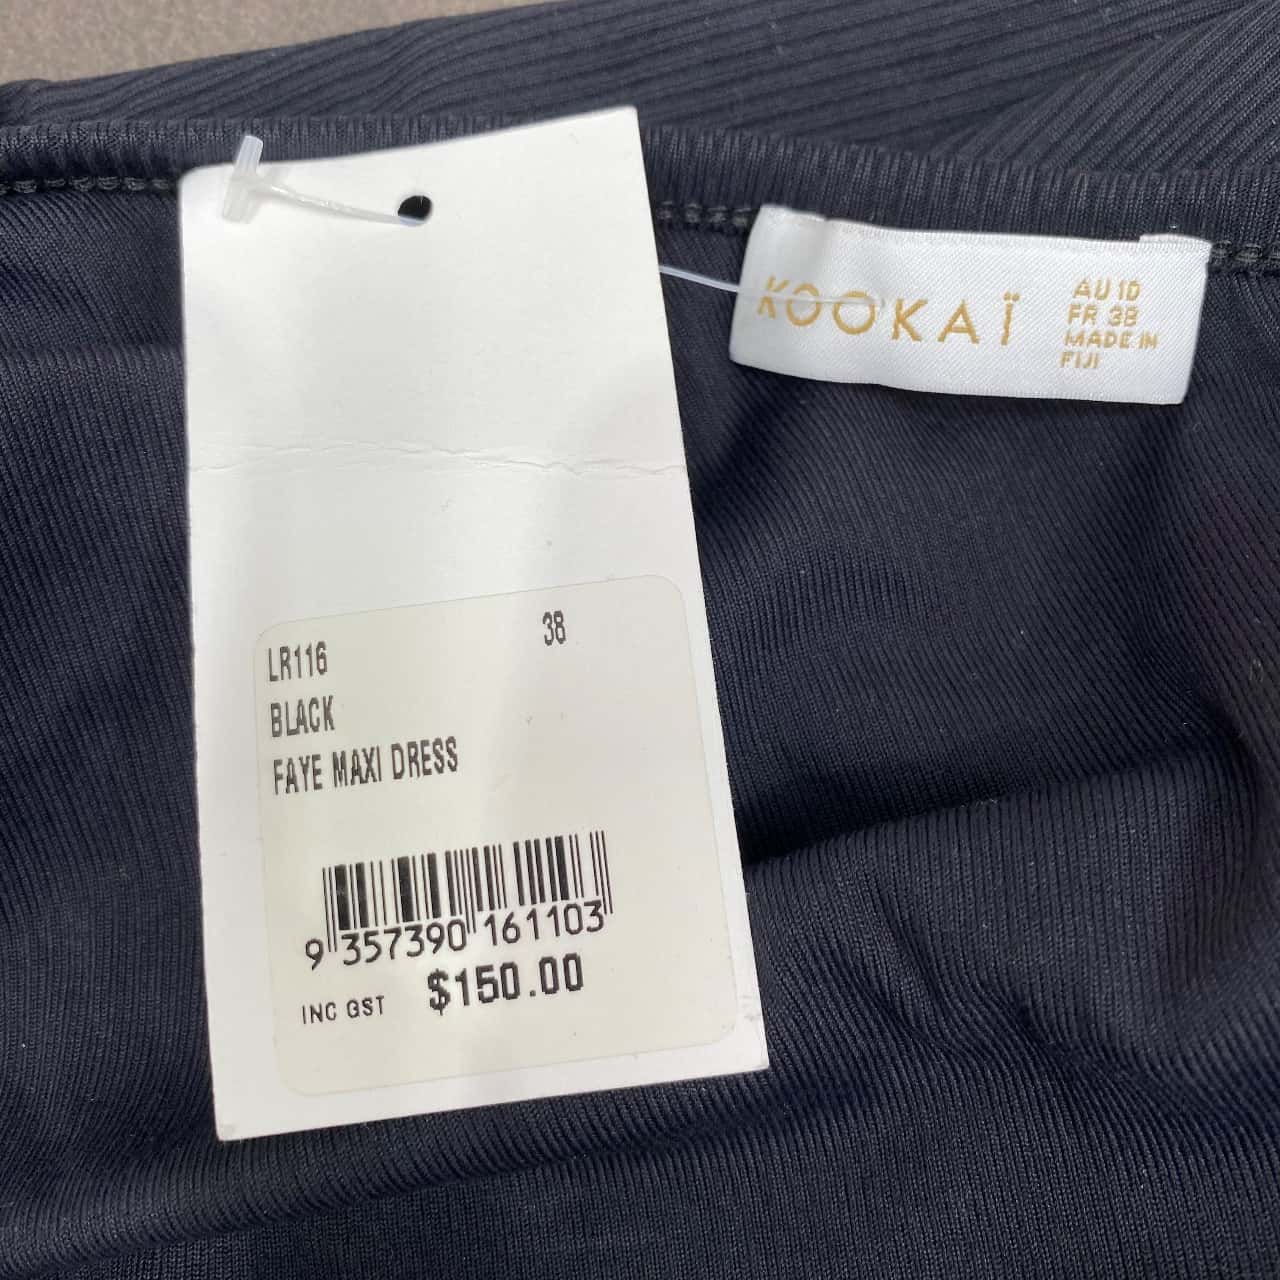 KOOKAÏ
AU 10
FR 38
MADE IN
FIJI
LR116 38
BLACK
FAYE MAXI DRESS
9 357390 161103
INC GST $150.00